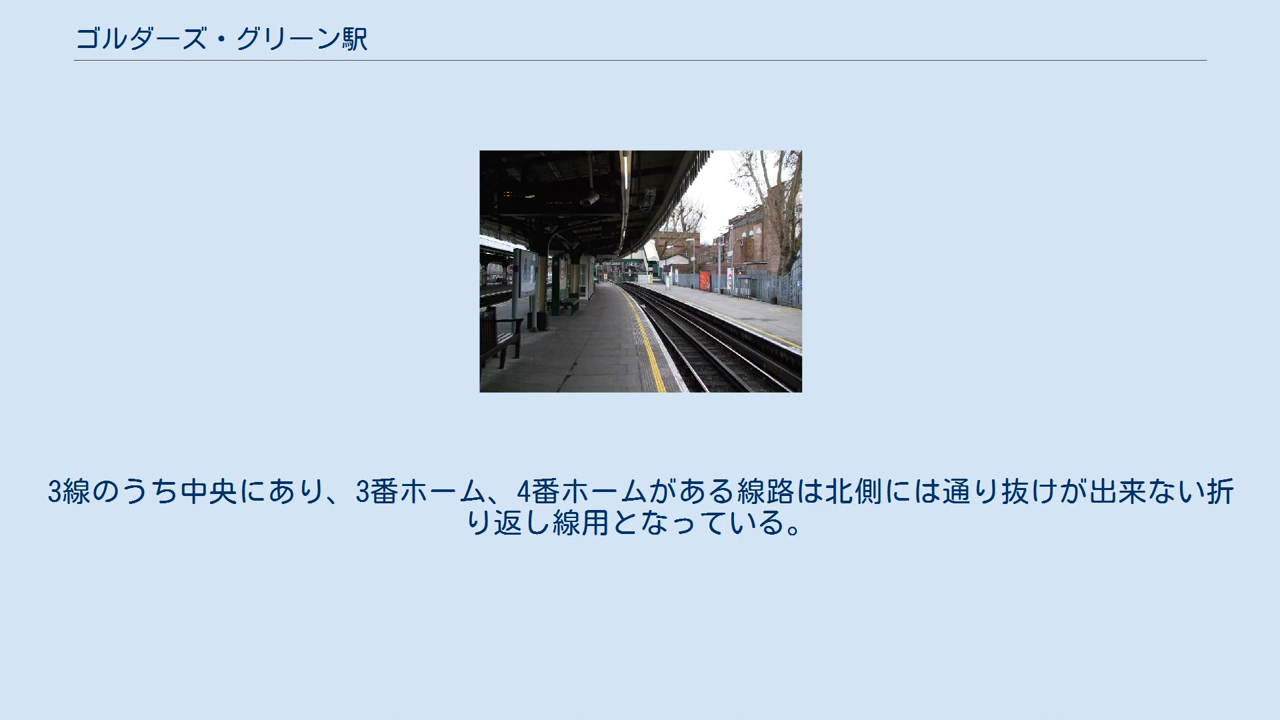 ゴルダーズ・グリーン駅
3線のうち中央にあり、3番ホーム、4番ホームがある線路は北側には通り抜けが出来ない折
り返し線用となっている。